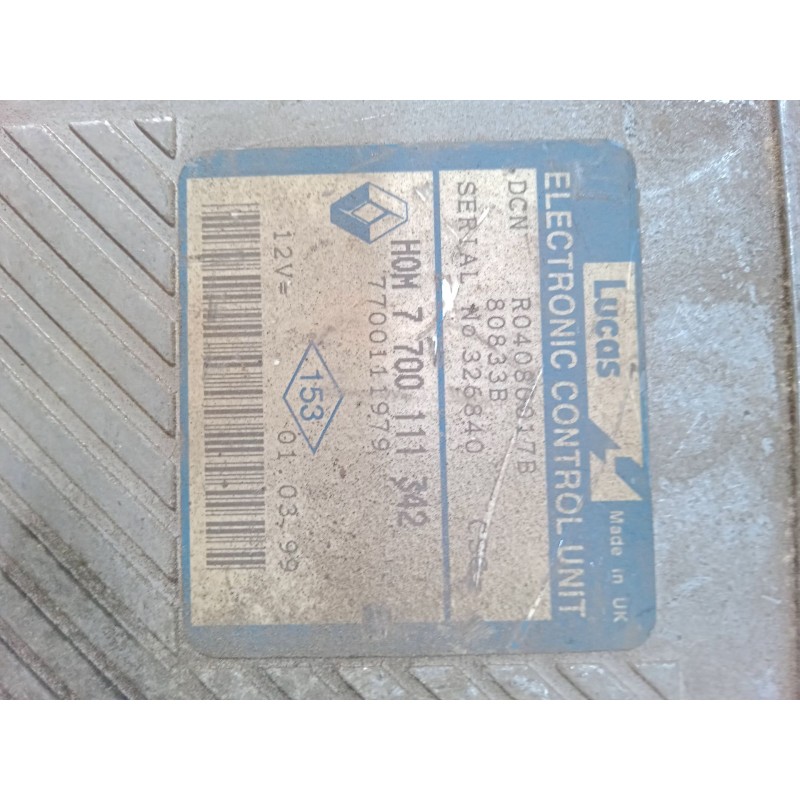 Lucas Made in UK
ELECTRONIC CONTROL UNIT
DCN R04080017B
80833B
SERIAL No 326840
HOM 7 700 111 342
7700111979
153
12V= 01.03.99